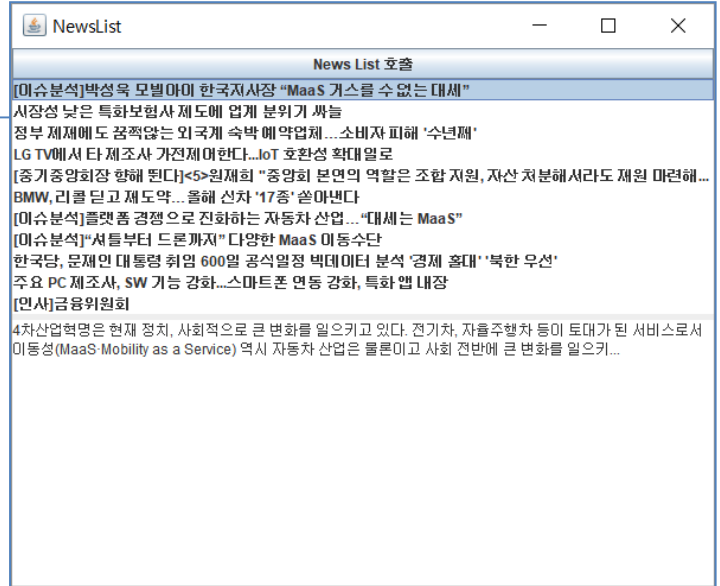 NewsList
News List 호출
[이슈분석]박성욱 모빌아이 한국지사장 “MaaS 거스를 수 없는 대세”
시장성 낮은 특화보험사 제도에 업계 분위기 싸늘
정부 제재에도 꿈쩍않는 외국계 숙박 예약업체…소비자 피해 '수년째'
LG TV에서 타 제조사 가전제어한다...IoT 호환성 확대일로
[중기중앙회장 향해 뛴다]<5>원재희 "중앙회 본연의 역할은 조합 지원, 자산 처분해서라도 재원 마련해...
BMW, 리콜 딛고 재도약… 올해 신차 '17종' 쏟아낸다
[이슈분석]플랫폼 경쟁으로 진화하는 자동차 산업…“대세는 MaaS”
[이슈분석]“셔틀부터 드론까지” 다양한 MaaS 이동수단
한국당, 문재인 대통령 취임 600일 공식일정 빅데이터 분석 '경제 홀대' '북한 우선'
주요 PC 제조사, SW 기능 강화...스마트폰 연동 강화, 특화 앱 내장
[인사]금융위원회
4차산업혁명은 현재 정치, 사회적으로 큰 변화를 일으키고 있다. 전기차, 자율주행차 등이 토대가 된 서비스로서
이동성(MaaS·Mobility as a Service) 역시 자동차 산업은 물론이고 사회 전반에 큰 변화를 일으키...